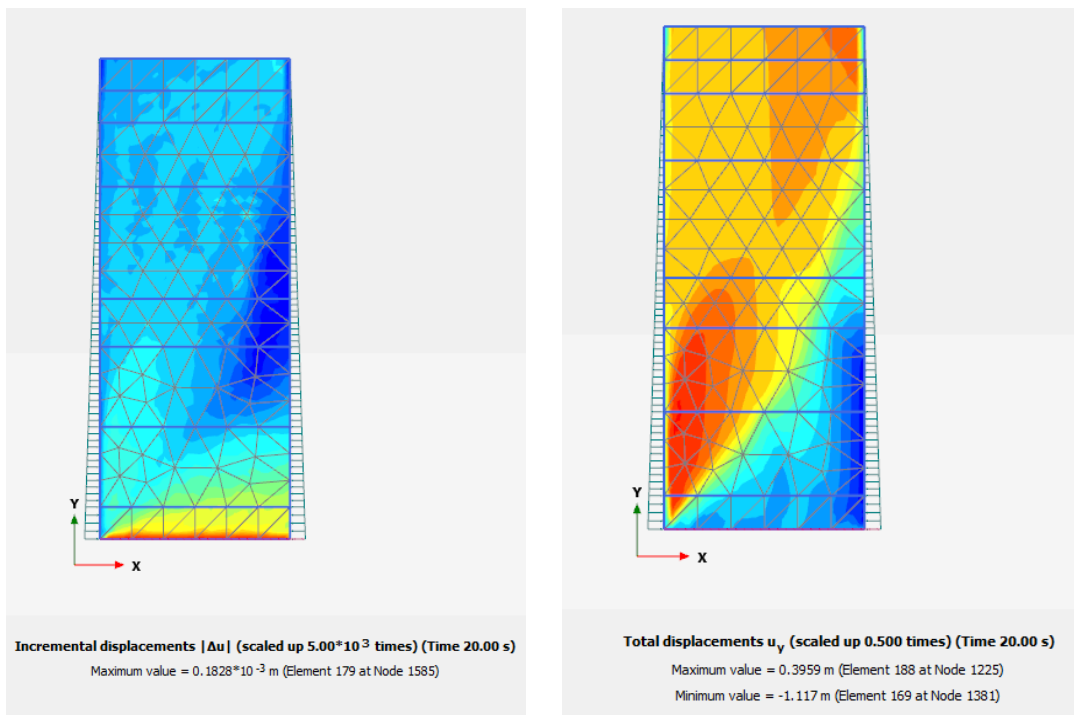 Y
X
Incremental displacements |Δu| (scaled up 5.00*10 3 times) (Time 20.00 s)
Maximum value = 0.1828*10 -3 m (Element 179 at Node 1585)
Y
X
Total displacements uy (scaled up 0.500 times) (Time 20.00 s)
Maximum value = 0.3959 m (Element 188 at Node 1225)
Minimum value = -1.117 m (Element 169 at Node 1381)